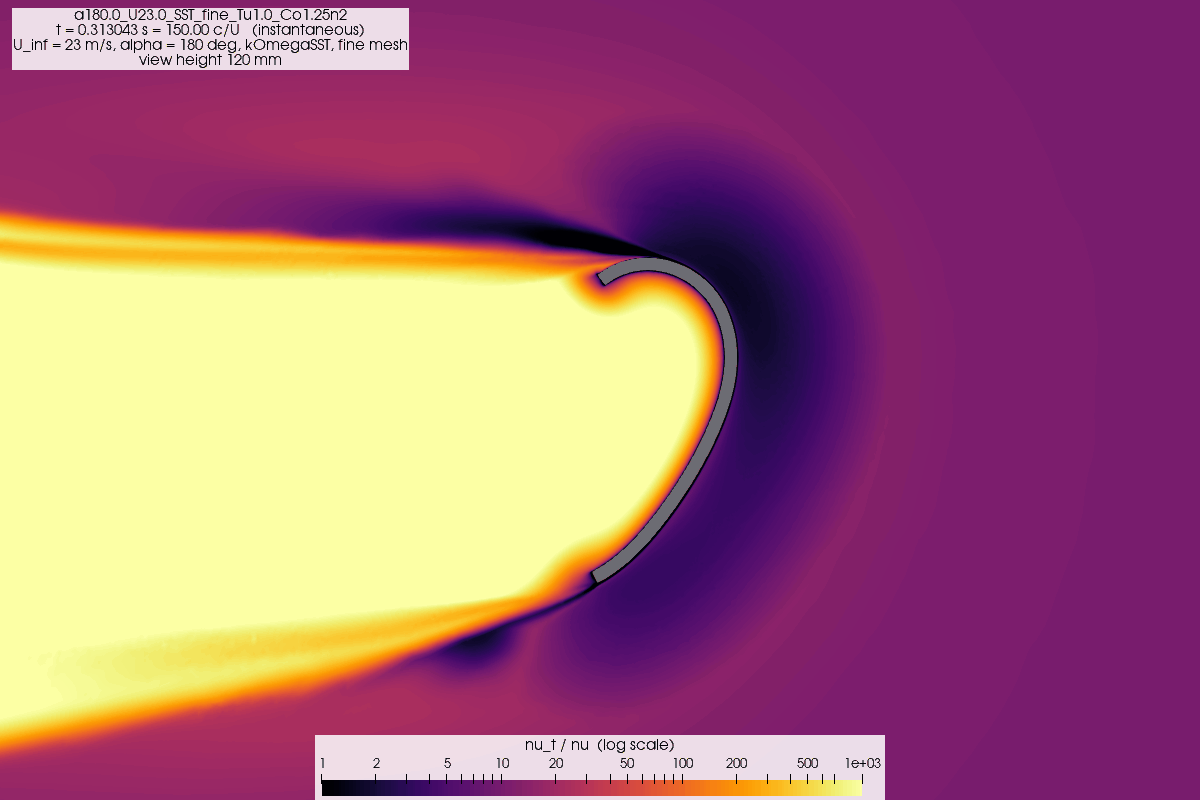 a180.0_U23.0_SST_fine_Tu1.0_Co1.25n2
t = 0.313043 s = 150.00 c/U (instantaneous)
U_inf = 23 m/s, alpha = 180 deg, kOmegaSST, fine mesh
view height 120 mm
nu_t / nu (log scale)
1 2 5 10 20 50 100 200 500 1e+03